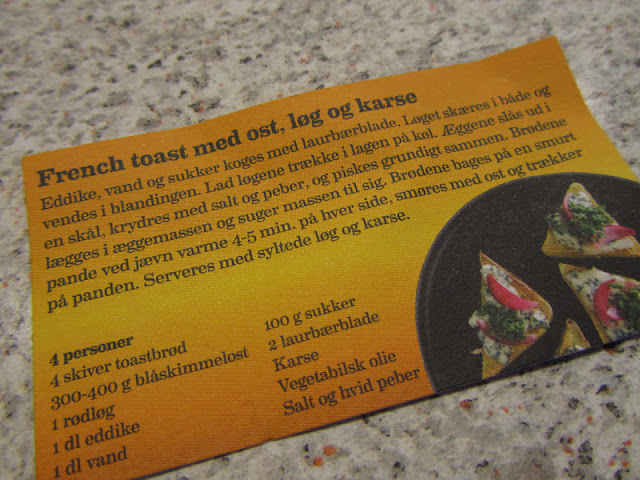 French toast med ost, løg og karse
Eddike, vand og sukker koges med laurbærblade. Løget skæres i både og
vendes i blandingen. Lad løgene trække i lagen på køl. Æggene slås ud i
en skål, krydres med salt og peber, og piskes grundigt sammen. Brødene
lægges i æggemassen og suger massen til sig. Brødene bages på en smurt
pande ved jævn varme 4-5 min. på hver side, smøres med ost og trækker
på panden. Serveres med syltede løg og karse.
4 personer
4 skiver toastbrød
300-400 g blåskimmelost
1 rødløg
1 dl eddike
1 dl vand
100 g sukker
2 laurbærblade
Karse
Vegetabilsk olie
Salt og hvid peber